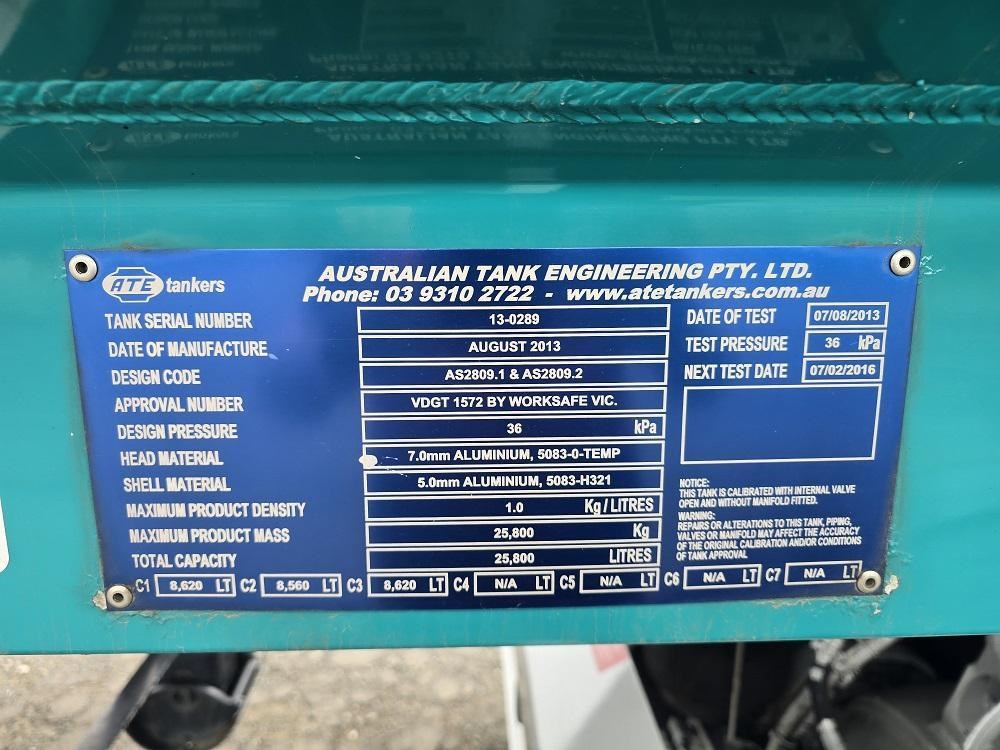 ATE tankers
AUSTRALIAN TANK ENGINEERING PTY. LTD.
Phone: 03 9310 2722 - www.atetankers.com.au
TANK SERIAL NUMBER 13-0289
DATE OF MANUFACTURE AUGUST 2013
DESIGN CODE AS2809.1 & AS2809.2
APPROVAL NUMBER VDGT 1572 BY WORKSAFE VIC.
DESIGN PRESSURE 36 kPa
HEAD MATERIAL 7.0mm ALUMINIUM, 5083-0-TEMP
SHELL MATERIAL 5.0mm ALUMINIUM, 5083-H321
MAXIMUM PRODUCT DENSITY 1.0 Kg/LITRES
MAXIMUM PRODUCT MASS 25,800 Kg
TOTAL CAPACITY 25,800 LITRES
DATE OF TEST 07/08/2013
TEST PRESSURE 36 kPa
NEXT TEST DATE 07/02/2016
NOTICE:
THIS TANK IS CALIBRATED WITH INTERNAL VALVE
OPEN AND WITHOUT MANIFOLD FITTED.
WARNING:
REPAIRS OR ALTERATIONS TO THIS TANK, PIPING,
VALVES OR MANIFOLD MAY AFFECT THE ACCURACY
OF THE ORIGINAL CALIBRATION AND/OR CONDITIONS
OF TANK APPROVAL
C1 8,620 LT C2 8,560 LT C3 8,620 LT C4 N/A LT C5 N/A LT C6 N/A LT C7 N/A LT